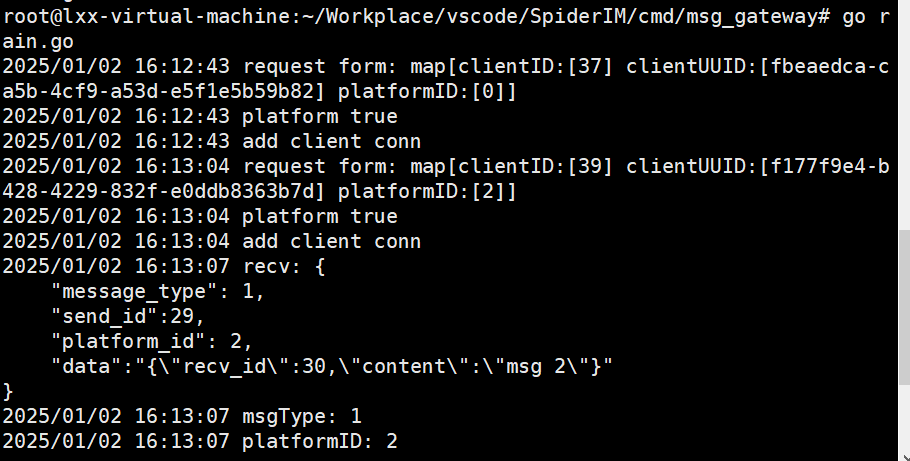 root@lxx-virtual-machine:~/Workplace/vscode/SpiderIM/cmd/msg_gateway# go r
ain.go
2025/01/02 16:12:43 request form: map[clientID:[37] clientUUID:[fbeaedca-c
a5b-4cf9-a53d-e5f1e5b59b82] platformID:[0]]
2025/01/02 16:12:43 platform true
2025/01/02 16:12:43 add client conn
2025/01/02 16:13:04 request form: map[clientID:[39] clientUUID:[f177f9e4-b
428-4229-832f-e0ddb8363b7d] platformID:[2]]
2025/01/02 16:13:04 platform true
2025/01/02 16:13:04 add client conn
2025/01/02 16:13:07 recv: {
    "message_type": 1,
    "send_id":29,
    "platform_id": 2,
    "data":"{\"recv_id\":30,\"content\":\"msg 2\"}"
}
2025/01/02 16:13:07 msgType: 1
2025/01/02 16:13:07 platformID: 2